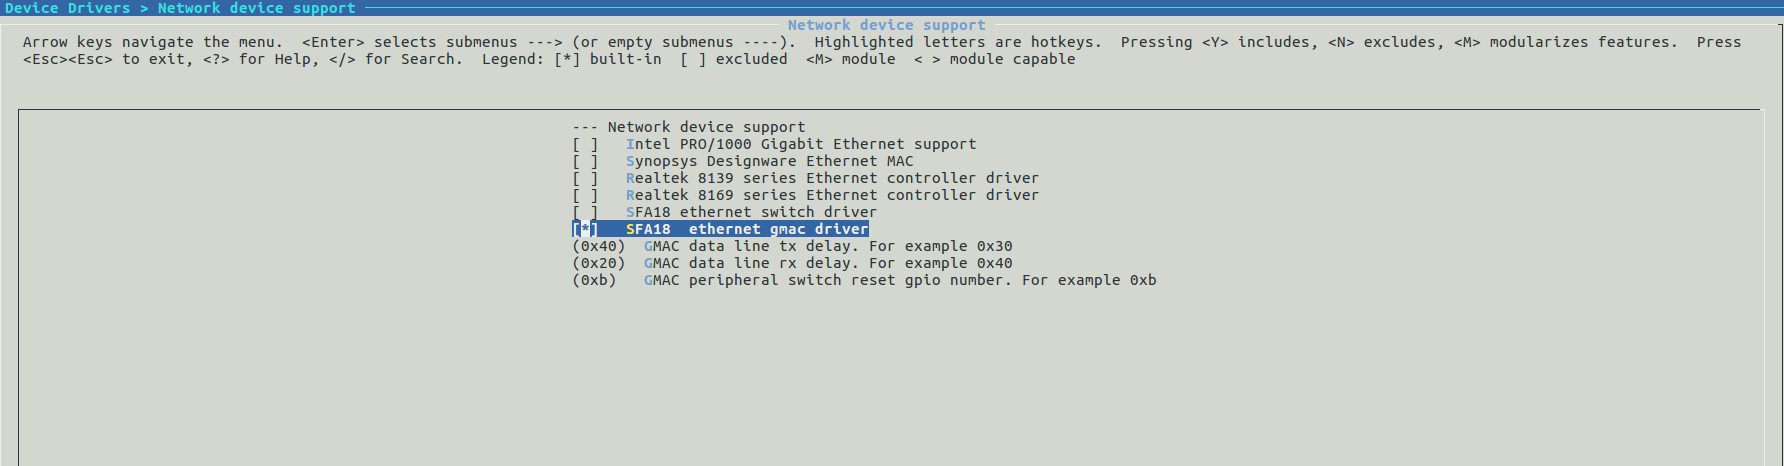 Device Drivers > Network device support
Network device support
Arrow keys navigate the menu.  <Enter> selects submenus ---> (or empty submenus ----).  Highlighted letters are hotkeys.  Pressing <Y> includes, <N> excludes, <M> modularizes features.  Press
<Esc><Esc> to exit, <?> for Help, </> for Search.  Legend: [*] built-in  [ ] excluded  <M> module  < > module capable
--- Network device support
[ ]   Intel PRO/1000 Gigabit Ethernet support
[ ]   Synopsys Designware Ethernet MAC
[ ]   Realtek 8139 series Ethernet controller driver
[ ]   Realtek 8169 series Ethernet controller driver
[ ]   SFA18 ethernet switch driver
[*]   SFA18  ethernet gmac driver
(0x40)  GMAC data line tx delay. For example 0x30
(0x20)  GMAC data line rx delay. For example 0x40
(0xb)   GMAC peripheral switch reset gpio number. For example 0xb